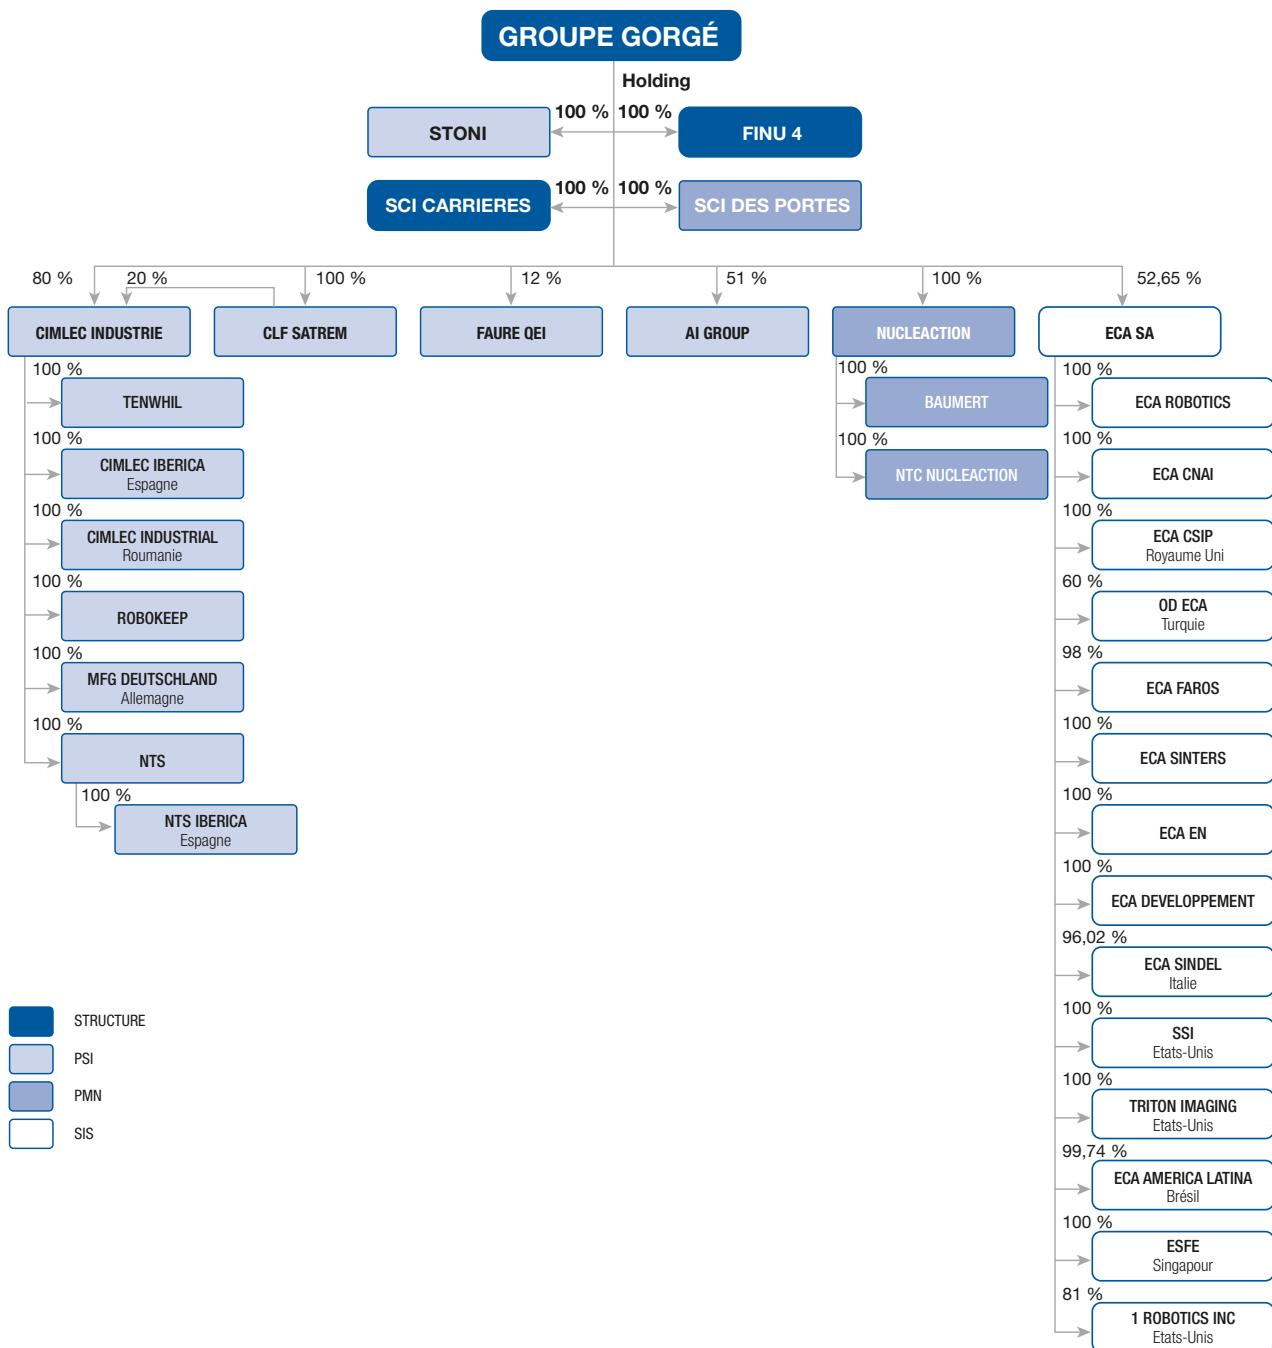 GROUPE GORGÉ
Holding
100 % 100 %
STONI
FINU 4
100 % 100 %
SCI CARRIERES
SCI DES PORTES
80 %
20 %
100 %
12 %
51 %
100 %
52,65 %
CIMLEC INDUSTRIE
CLF SATREM
FAURE QEI
AI GROUP
NUCLEACTION
ECA SA
100 %
TENWHIL
100 %
CIMLEC IBERICA
Espagne
100 %
CIMLEC INDUSTRIAL
Roumanie
100 %
ROBOKEEP
100 %
MFG DEUTSCHLAND
Allemagne
100 %
NTS
100 %
NTS IBERICA
Espagne
100 %
BAUMERT
100 %
NTC NUCLEACTION
100 %
ECA ROBOTICS
100 %
ECA CNAI
100 %
ECA CSIP
Royaume Uni
60 %
OD ECA
Turquie
98 %
ECA FAROS
100 %
ECA SINTERS
100 %
ECA EN
100 %
ECA DEVELOPPEMENT
96,02 %
ECA SINDEL
Italie
100 %
SSI
Etats-Unis
100 %
TRITON IMAGING
Etats-Unis
99,74 %
ECA AMERICA LATINA
Brésil
100 %
ESFE
Singapour
81 %
1 ROBOTICS INC
Etats-Unis
STRUCTURE
PSI
PMN
SIS